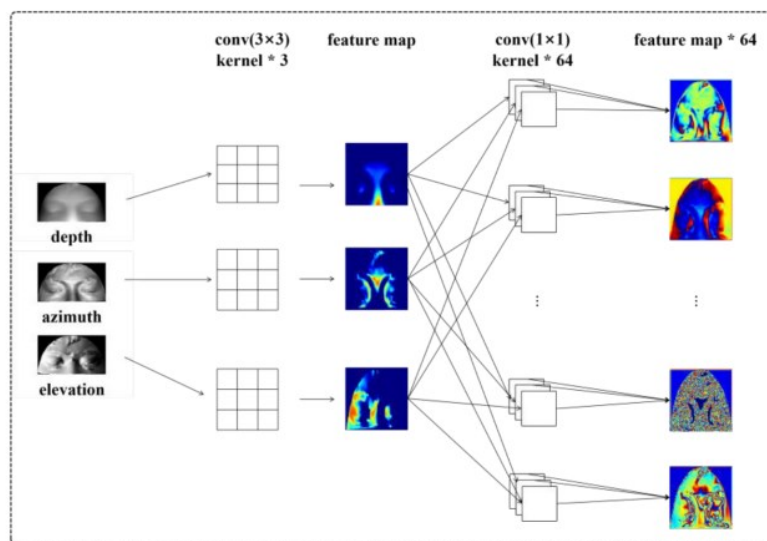 conv(3×3)
kernel * 3
feature map
conv(1×1)
kernel * 64
feature map * 64
depth
azimuth
elevation
⋮
⋮